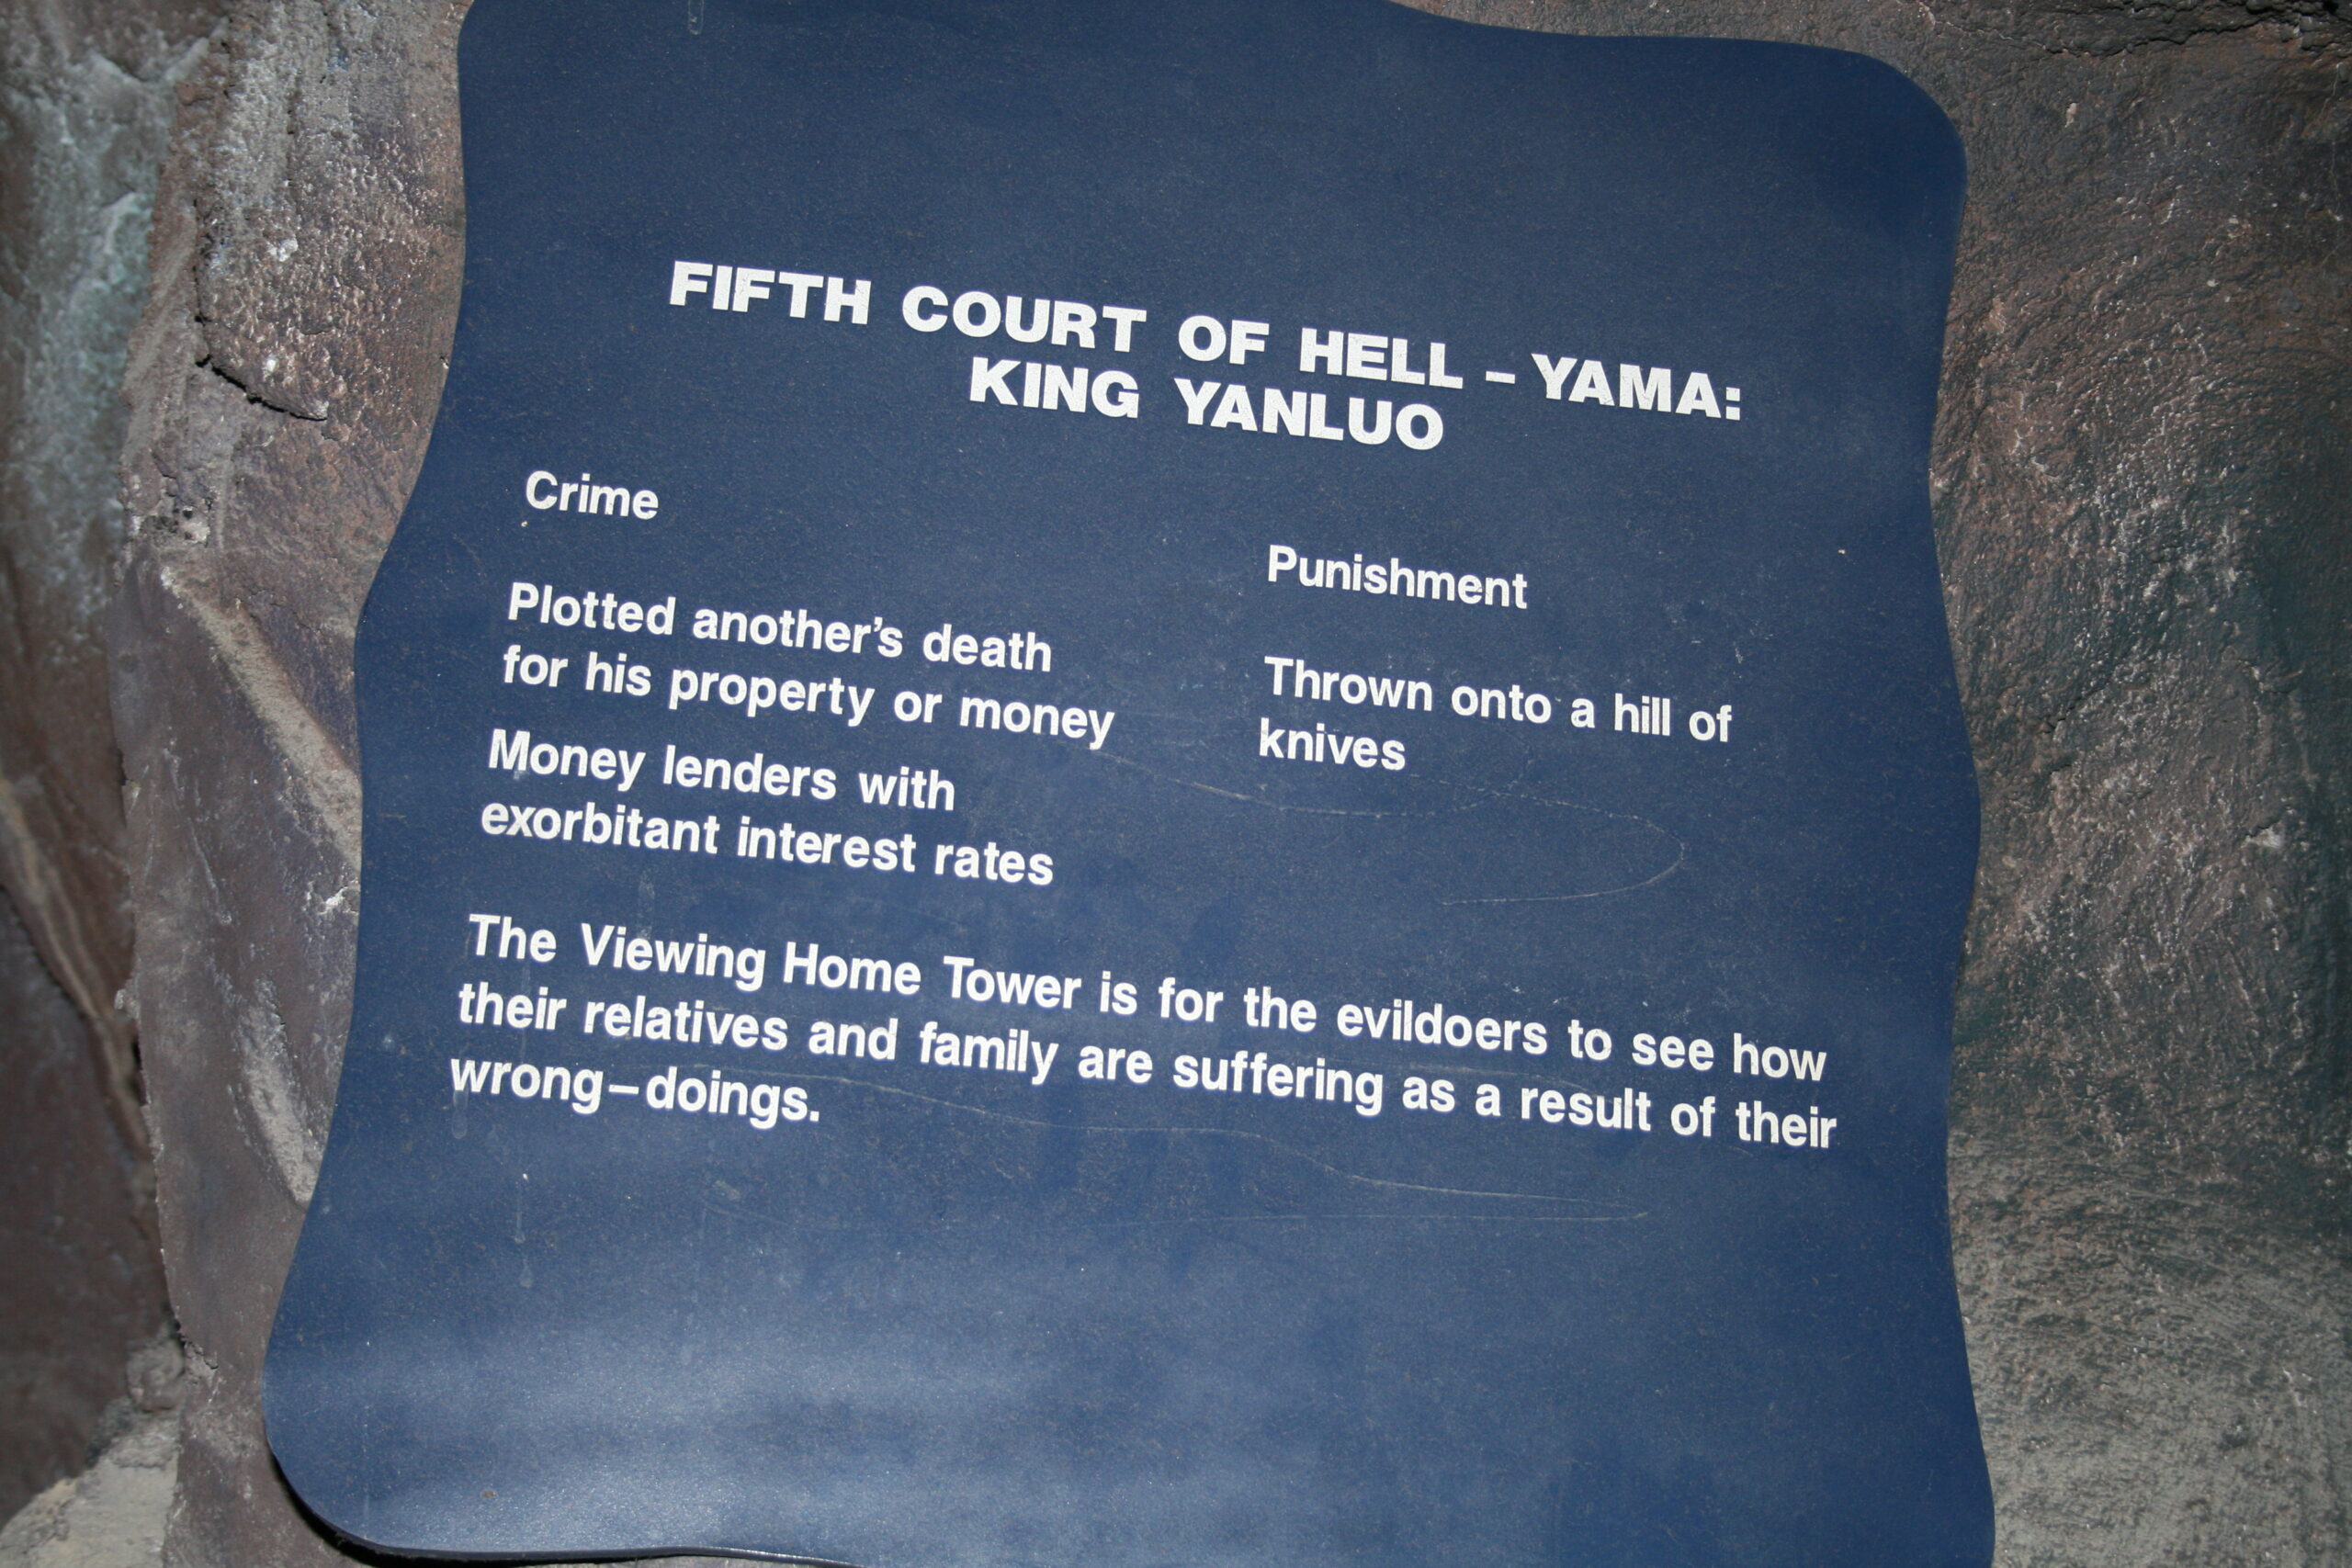 FIFTH COURT OF HELL – YAMA:
KING YANLUO
Crime
Punishment
Plotted another's death
for his property or money
Thrown onto a hill of
knives
Money lenders with
exorbitant interest rates
The Viewing Home Tower is for the evildoers to see how
their relatives and family are suffering as a result of their
wrong–doings.